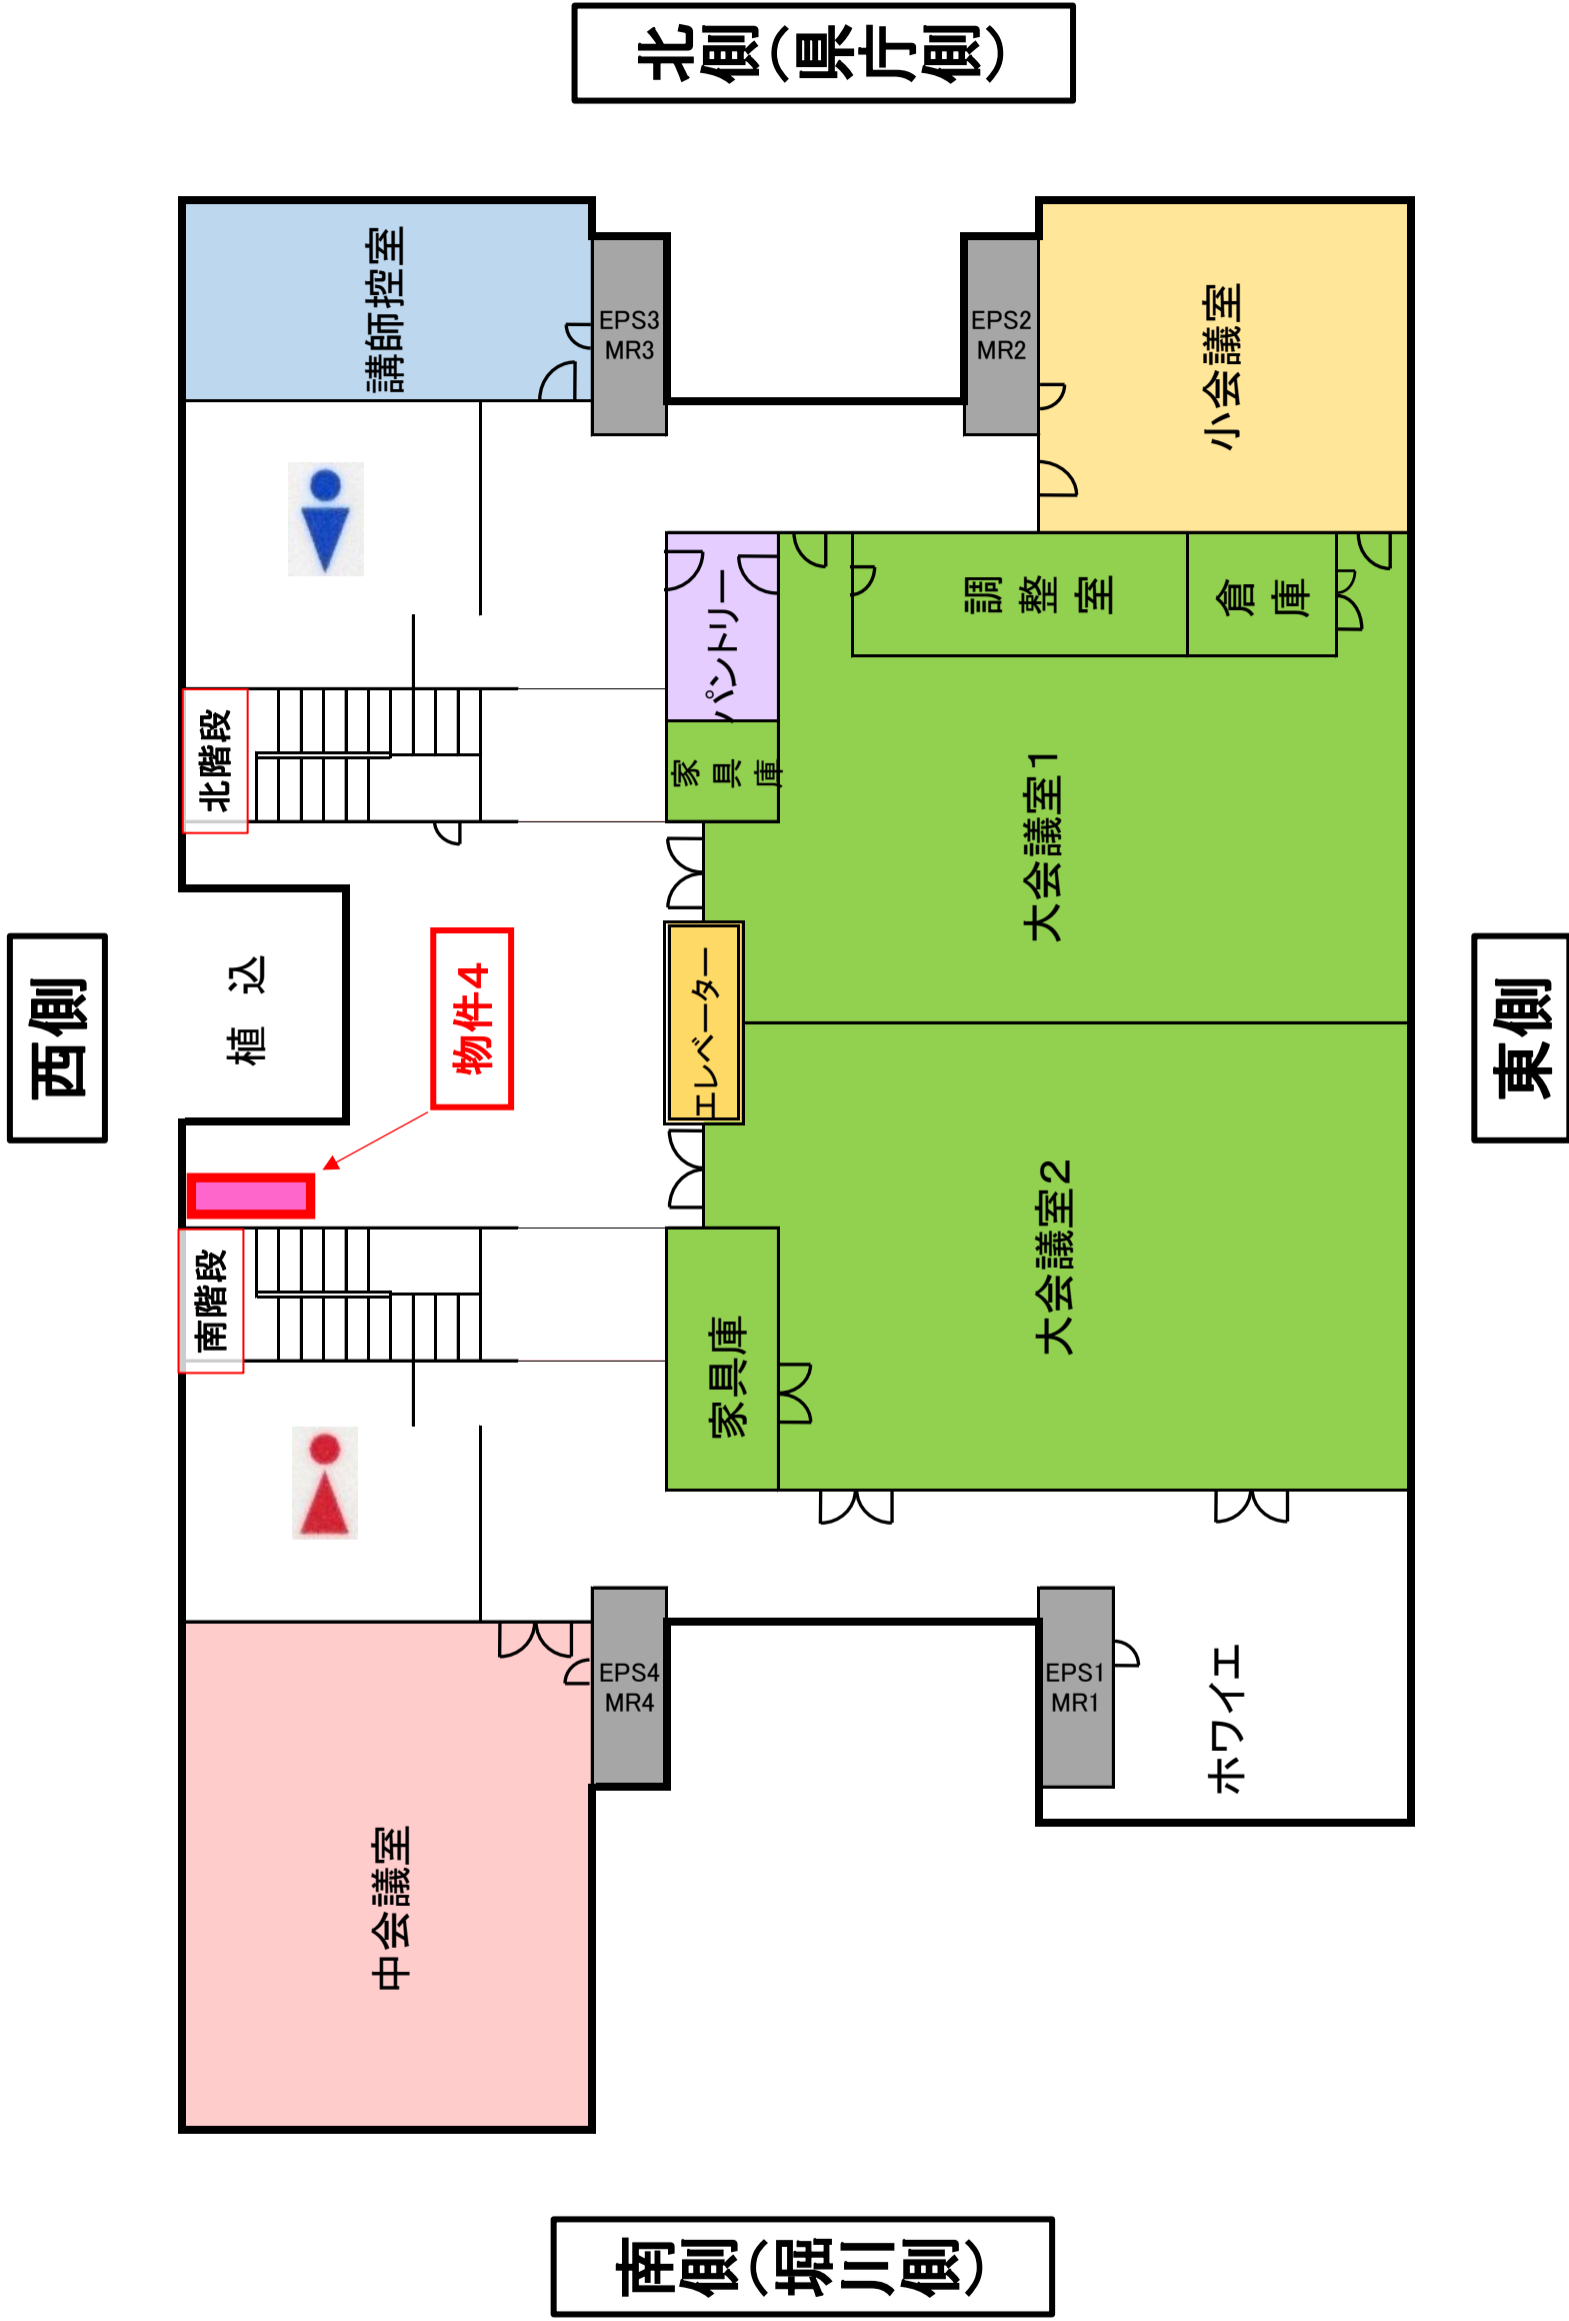 西側
植込
物件4
北階段
南階段
講師控室
中会議室
EPS3
MR3
EPS4
MR4
EPS2
MR2
EPS1
MR1
パントリー
家具庫
エレベーター
家具庫
調整室
倉庫
大会議室1
大会議室2
小会議室
ホワイエ
東側
南側(堀川側)
北側(県庁側)